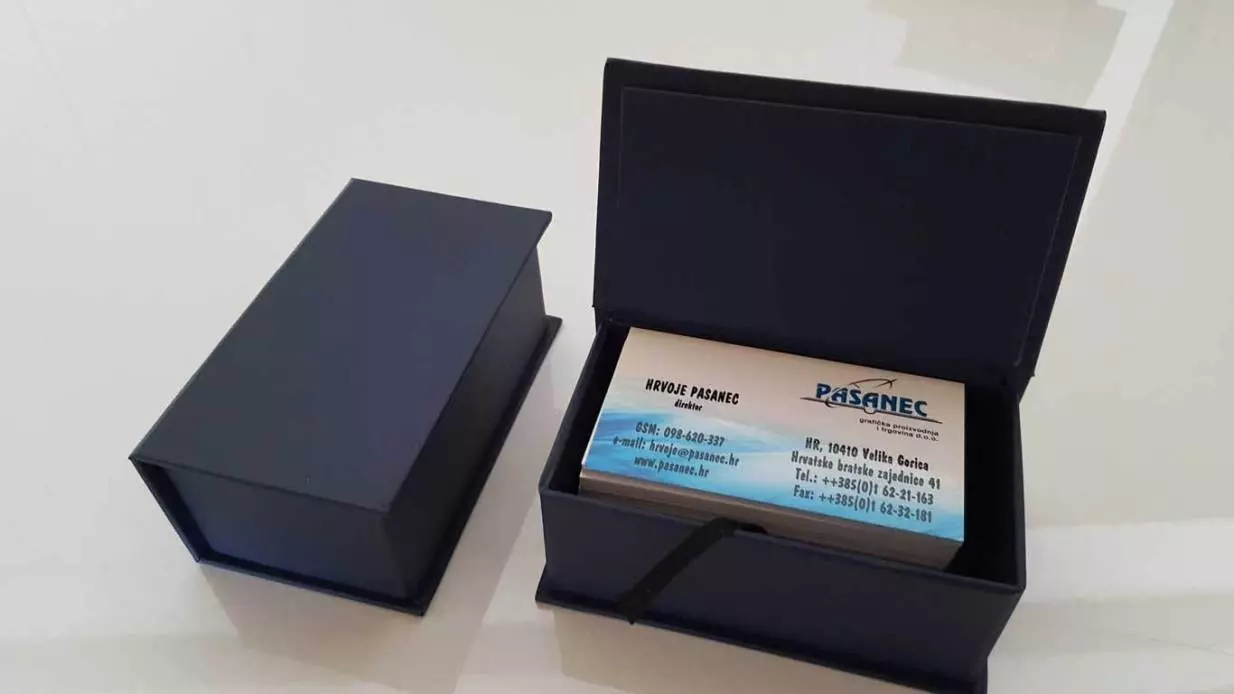 HRVOJE PASANEC
direktor
GSM: 098-620-337
e-mail: hrvoje@pasanec.hr
www.pasanec.hr
PASANEC
grafička proizvodnja
i trgovina d.o.o.
HR, 10410 Velika Gorica
Hrvatske bratske zajednice 41
Tel.: ++385(0)1 62-21-163
Fax: ++385(0)1 62-32-181